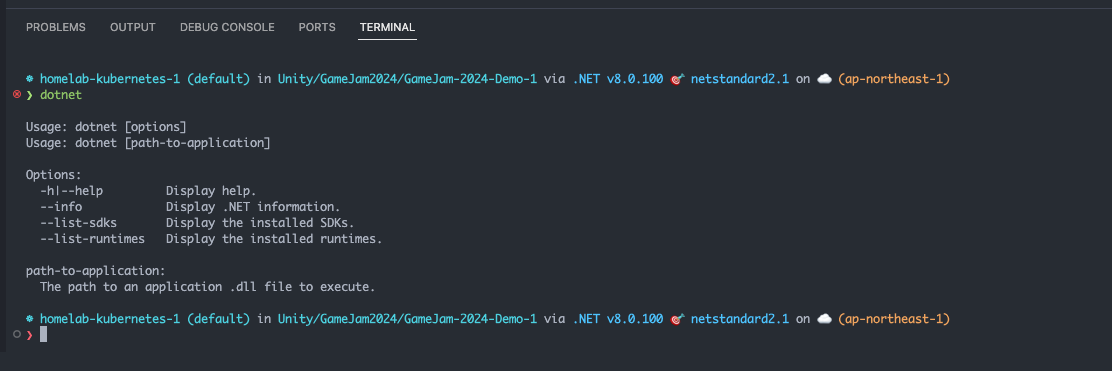 PROBLEMS OUTPUT DEBUG CONSOLE PORTS TERMINAL
☸ homelab-kubernetes-1 (default) in Unity/GameJam2024/GameJam-2024-Demo-1 via .NET v8.0.100 🎯 netstandard2.1 on ☁️ (ap-northeast-1)
❯ dotnet
Usage: dotnet [options]
Usage: dotnet [path-to-application]
Options:
-h|--help Display help.
--info Display .NET information.
--list-sdks Display the installed SDKs.
--list-runtimes Display the installed runtimes.
path-to-application:
The path to an application .dll file to execute.
☸ homelab-kubernetes-1 (default) in Unity/GameJam2024/GameJam-2024-Demo-1 via .NET v8.0.100 🎯 netstandard2.1 on ☁️ (ap-northeast-1)
❯